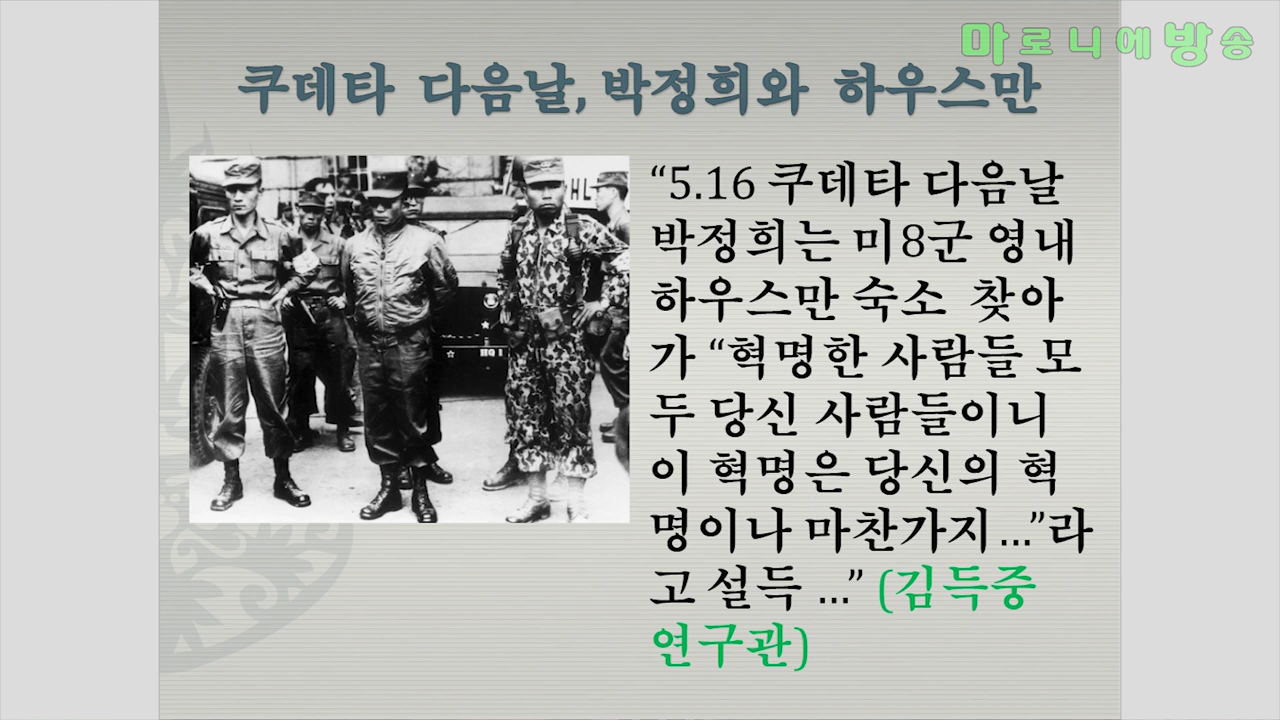 마로니에방송
쿠데타 다음날, 박정희와 하우스만
“5.16 쿠데타 다음날
박정희는 미8군 영내
하우스만 숙소 찾아
가 “혁명한 사람들 모
두 당신 사람들이니
이 혁명은 당신의 혁
명이나 마찬가지...”라
고 설득 ...” (김득중
연구관)
HL
HQ 1